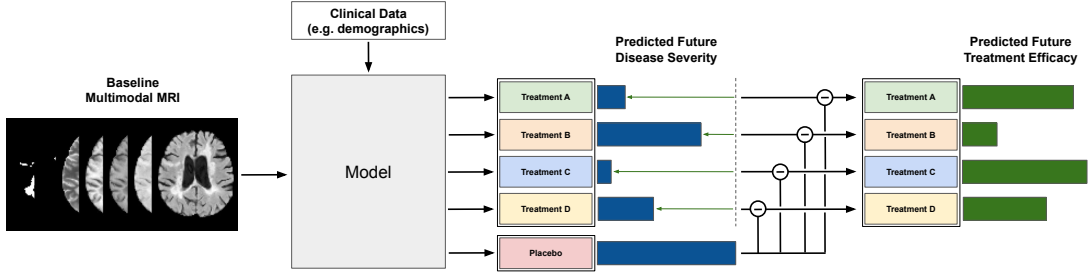 Clinical Data
(e.g. demographics)
Baseline
Multimodal MRI
Model
Predicted Future
Disease Severity
Treatment A
Treatment B
Treatment C
Treatment D
Placebo
Predicted Future
Treatment Efficacy
Treatment A
Treatment B
Treatment C
Treatment D